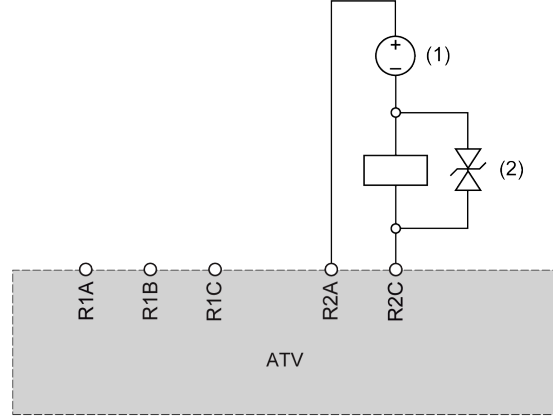 +
(1)
−
(2)
R1A
R1B
R1C
R2A
R2C
ATV